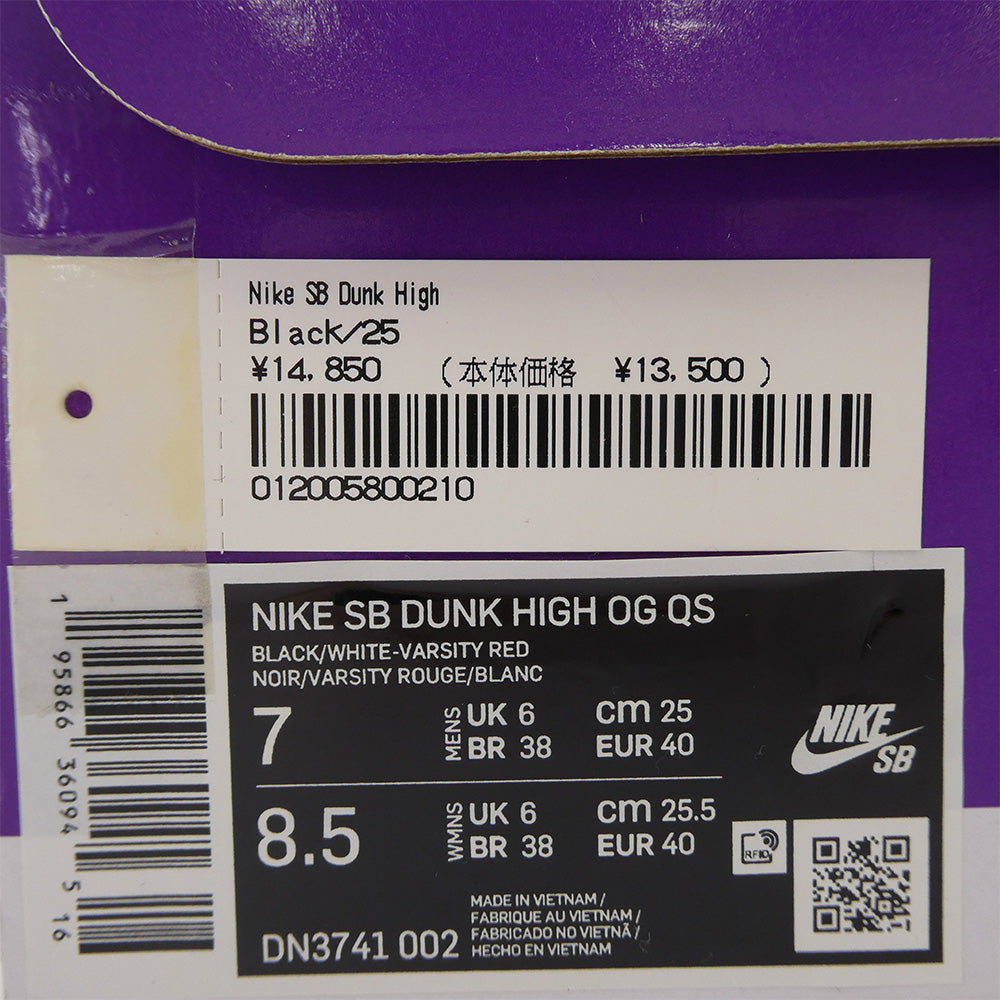 Nike SB Dunk High
Black/25
¥14,850 (本体価格 ¥13,500)
012005800210
1 95866 36094 5 16
NIKE SB DUNK HIGH OG QS
BLACK/WHITE-VARSITY RED
NOIR/VARSITY ROUGE/BLANC
7 MENS UK 6 cm 25
BR 38 EUR 40
8.5 WMNS UK 6 cm 25.5
BR 38 EUR 40
NIKE
SB
RFID
MADE IN VIETNAM /
FABRIQUE AU VIETNAM /
FABRICADO NO VIETNÃ /
HECHO EN VIETNAM
DN3741 002